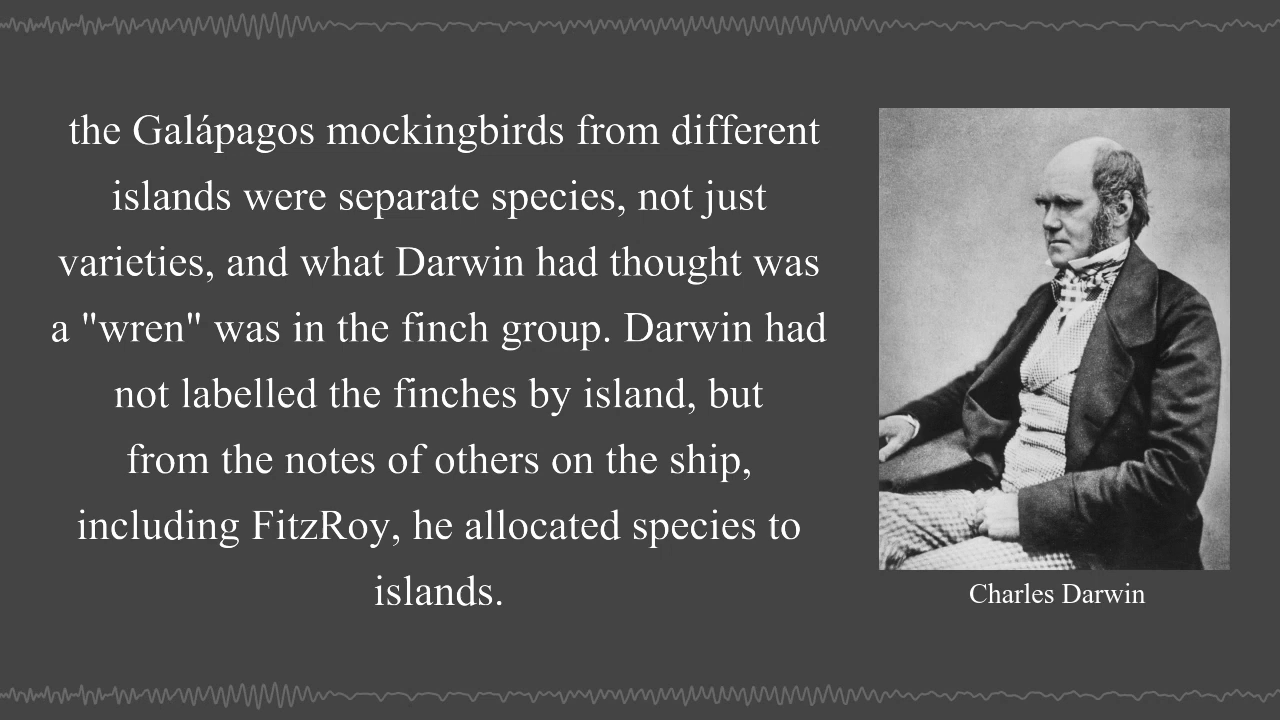 the Galápagos mockingbirds from different
islands were separate species, not just
varieties, and what Darwin had thought was
a "wren" was in the finch group. Darwin had
not labelled the finches by island, but
from the notes of others on the ship,
including FitzRoy, he allocated species to
islands.
Charles Darwin